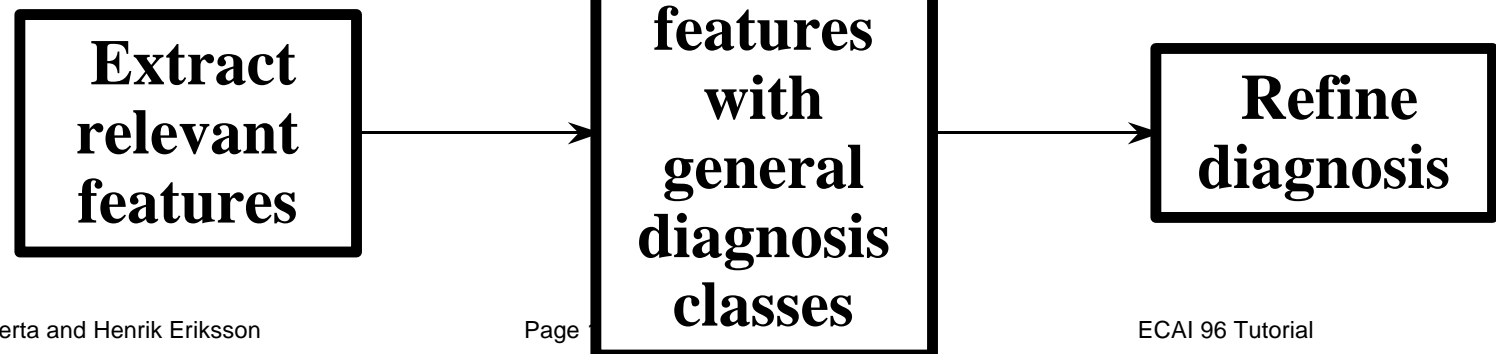 Extract
relevant
features
features
with
general
diagnosis
classes
Refine
diagnosis
erta and Henrik Eriksson
Page
ECAI 96 Tutorial